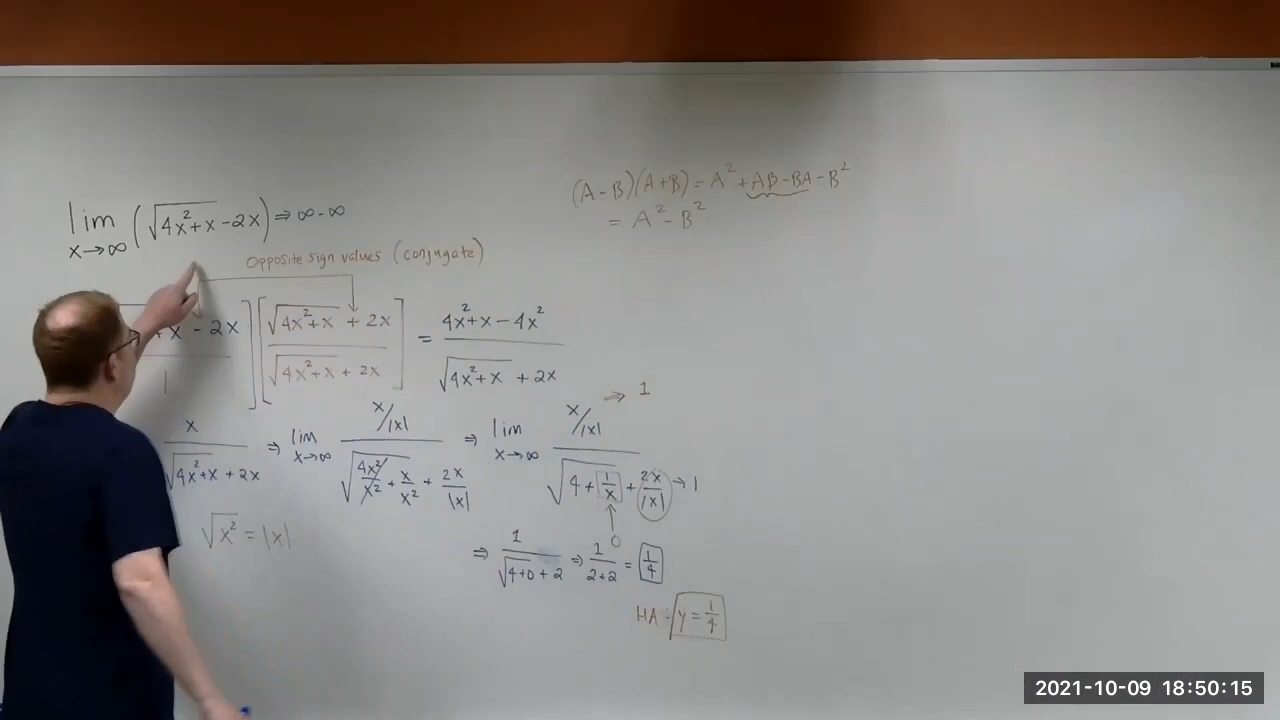 (A-B)(A+B) = A² + AB - BA - B²
= A² - B²
lim x→∞ (√(4x²+x) - 2x) ⇒ ∞ - ∞
Opposite sign values (conjugate)
+x - 2x] [√(4x²+x) + 2x / √(4x²+x) + 2x] = 4x²+x-4x² / √(4x²+x) + 2x
1
x / √(4x²+x) + 2x ⇒ lim x→∞ x/|x| / √(4x²/x² + x/x²) + 2x/|x| ⇒ lim x→∞ x/|x| → 1 / √(4 + 1/x) + 2x/|x| → 1
0
√x² = |x|
⇒ 1 / √(4+0) + 2 ⇒ 1 / 2+2 = 1/4
HA: y = 1/4
2021-10-09 18:50:15